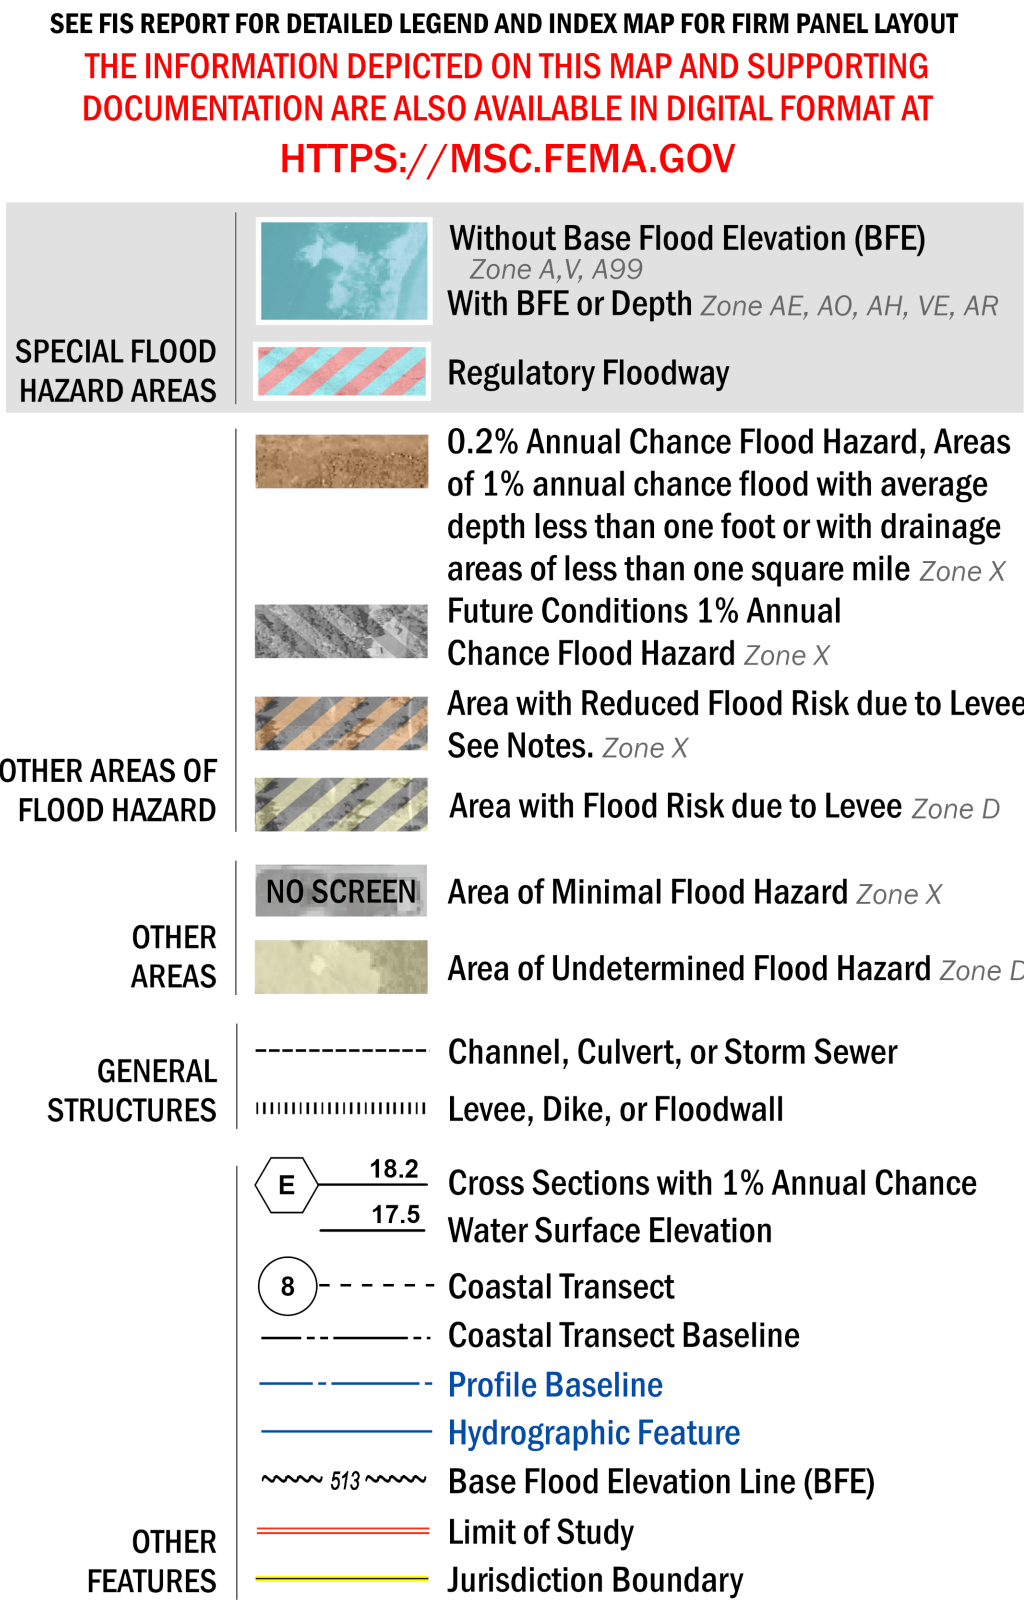 SEE FIS REPORT FOR DETAILED LEGEND AND INDEX MAP FOR FIRM PANEL LAYOUT
THE INFORMATION DEPICTED ON THIS MAP AND SUPPORTING
DOCUMENTATION ARE ALSO AVAILABLE IN DIGITAL FORMAT AT
HTTPS://MSC.FEMA.GOV
SPECIAL FLOOD
HAZARD AREAS
Without Base Flood Elevation (BFE)
Zone A,V, A99
With BFE or Depth Zone AE, AO, AH, VE, AR
Regulatory Floodway
OTHER AREAS OF
FLOOD HAZARD
0.2% Annual Chance Flood Hazard, Areas
of 1% annual chance flood with average
depth less than one foot or with drainage
areas of less than one square mile Zone X
Future Conditions 1% Annual
Chance Flood Hazard Zone X
Area with Reduced Flood Risk due to Levee
See Notes. Zone X
Area with Flood Risk due to Levee Zone D
OTHER
AREAS
NO SCREEN Area of Minimal Flood Hazard Zone X
Area of Undetermined Flood Hazard Zone D
GENERAL
STRUCTURES
Channel, Culvert, or Storm Sewer
Levee, Dike, or Floodwall
OTHER
FEATURES
E 18.2 Cross Sections with 1% Annual Chance
17.5 Water Surface Elevation
8 Coastal Transect
Coastal Transect Baseline
Profile Baseline
Hydrographic Feature
513 Base Flood Elevation Line (BFE)
Limit of Study
Jurisdiction Boundary